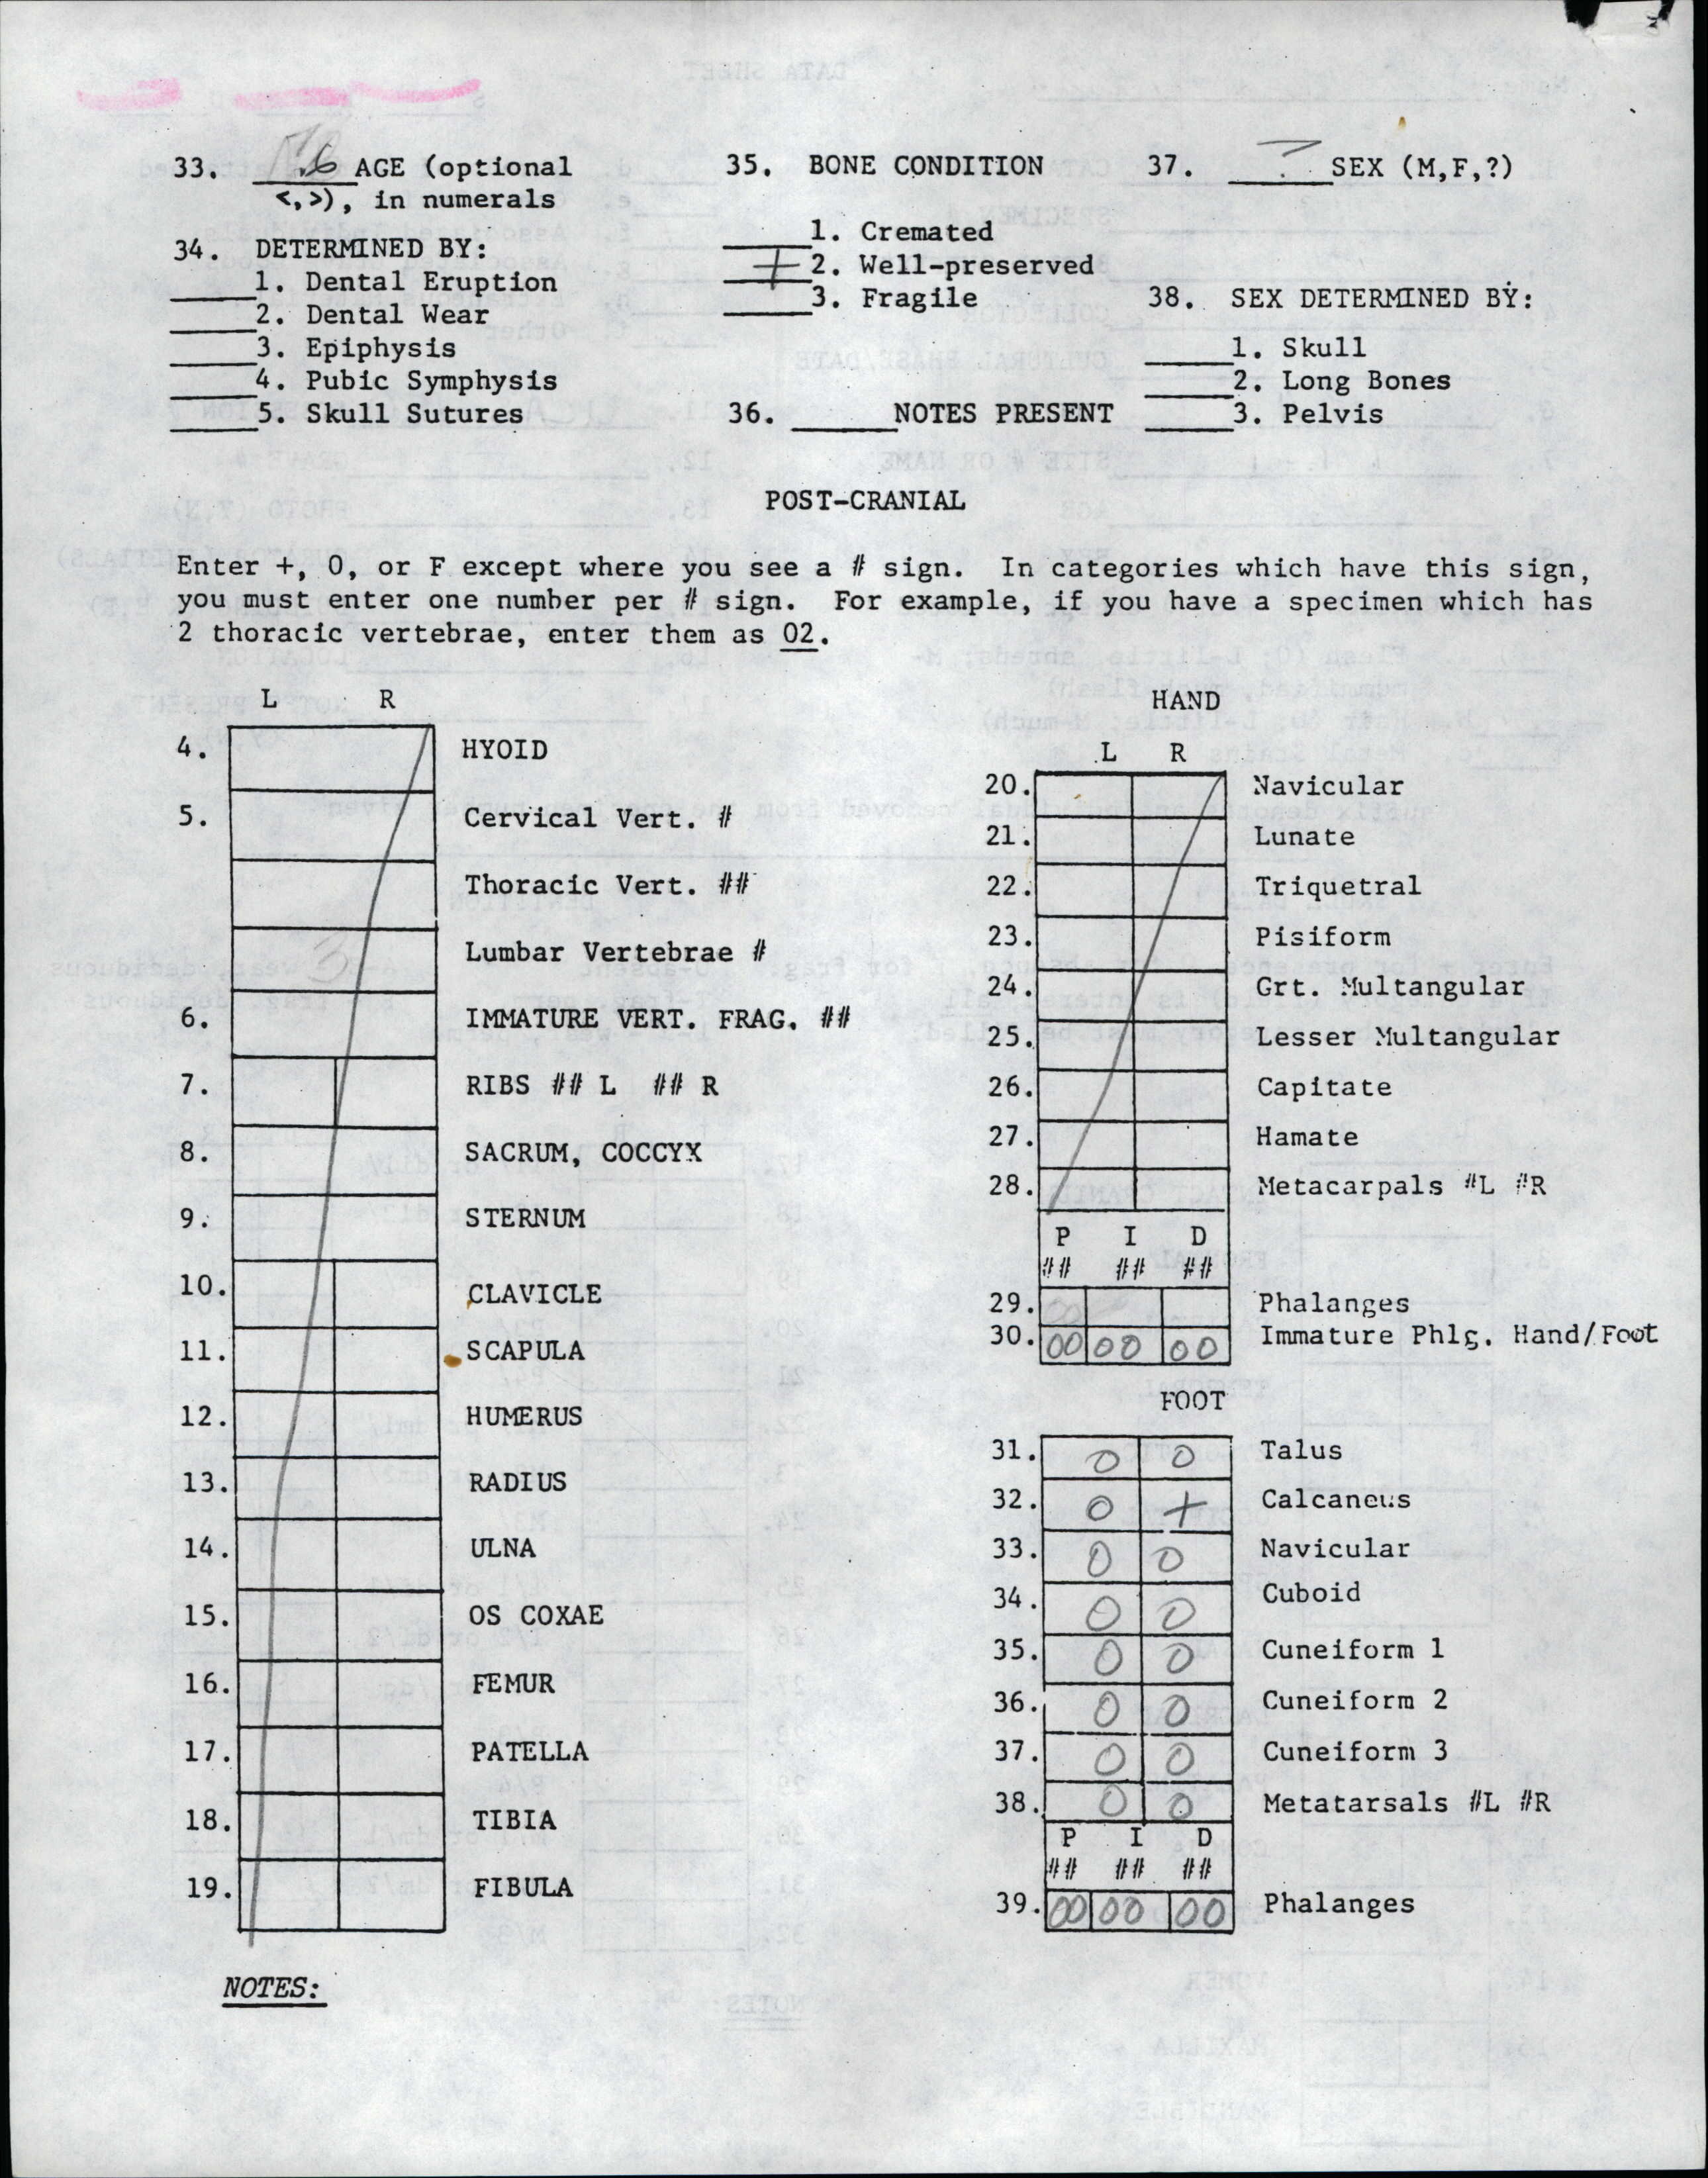 33. AGE (optional
<,>), in numerals
34. DETERMINED BY:
1. Dental Eruption
2. Dental Wear
3. Epiphysis
4. Pubic Symphysis
5. Skull Sutures
35. BONE CONDITION
1. Cremated
+ 2. Well-preserved
3. Fragile
36. NOTES PRESENT
37. ? SEX (M,F,?)
38. SEX DETERMINED BY:
1. Skull
2. Long Bones
3. Pelvis
POST-CRANIAL
Enter +, 0, or F except where you see a # sign. In categories which have this sign,
you must enter one number per # sign. For example, if you have a specimen which has
2 thoracic vertebrae, enter them as 02.
L R
4. HYOID
5. Cervical Vert. #
Thoracic Vert. ##
Lumbar Vertebrae #
6. IMMATURE VERT. FRAG. ##
7. RIBS ## L ## R
8. SACRUM, COCCYX
9. STERNUM
10. CLAVICLE
11. SCAPULA
12. HUMERUS
13. RADIUS
14. ULNA
15. OS COXAE
16. FEMUR
17. PATELLA
18. TIBIA
19. FIBULA
NOTES:
HAND
L R
20. Navicular
21. Lunate
22. Triquetral
23. Pisiform
24. Grt. Multangular
25. Lesser Multangular
26. Capitate
27. Hamate
28. Metacarpals #L #R
P I D
## ## ##
29. Phalanges
30. 00 00 00 Immature Phlg. Hand/Foot
FOOT
31. 0 0 Talus
32. 0 + Calcaneus
33. 0 0 Navicular
34. 0 0 Cuboid
35. 0 0 Cuneiform 1
36. 0 0 Cuneiform 2
37. 0 0 Cuneiform 3
38. 0 0 Metatarsals #L #R
P I D
## ## ##
39. 00 00 00 Phalanges